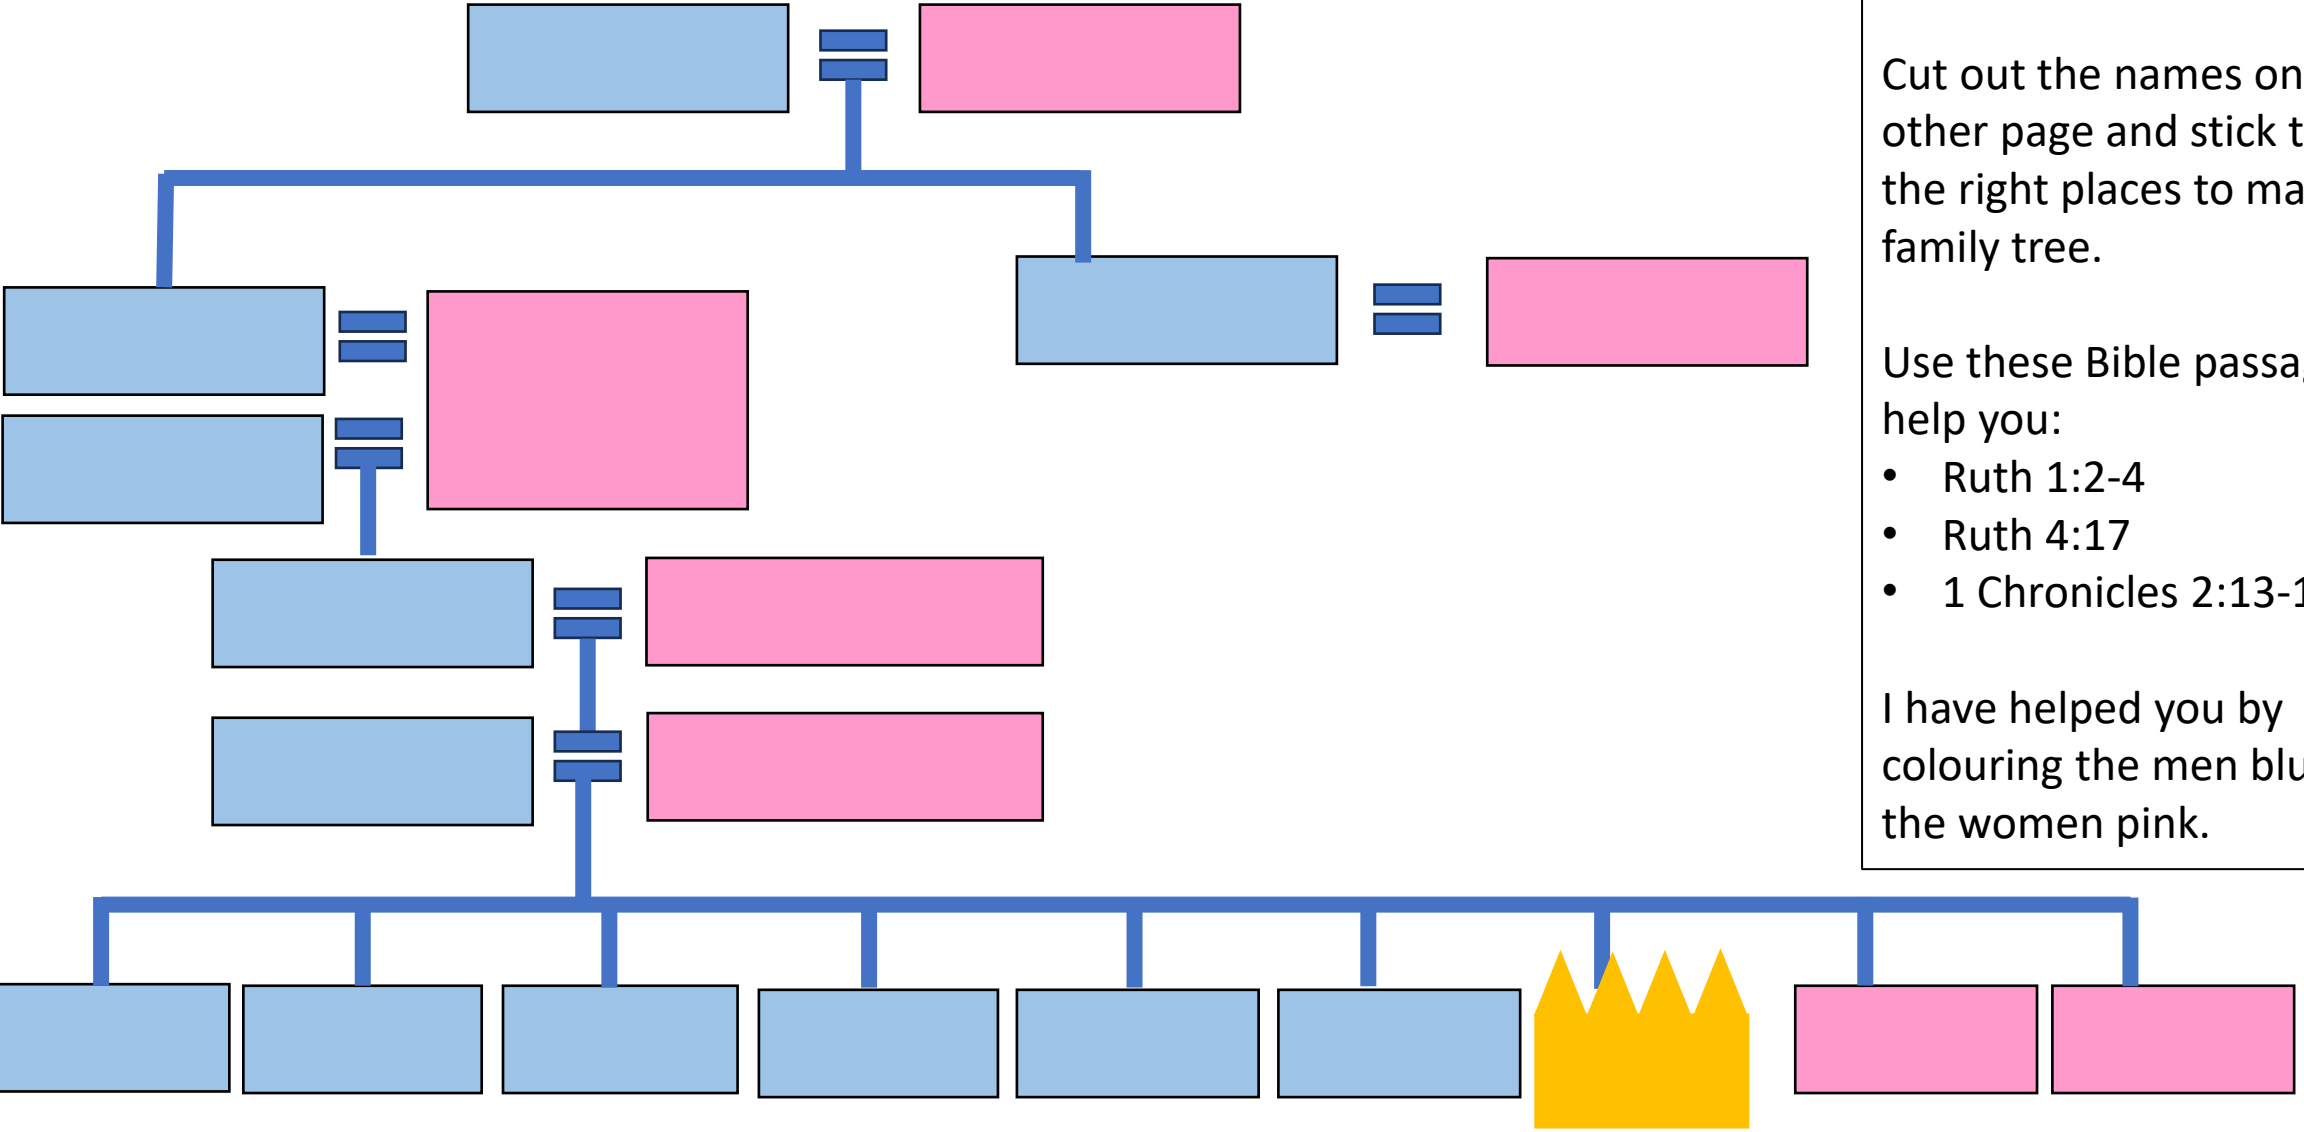 Cut out the names on
other page and stick t
the right places to ma
family tree.
Use these Bible passa
help you:
• Ruth 1:2-4
• Ruth 4:17
• 1 Chronicles 2:13-1
I have helped you by
colouring the men blu
the women pink.